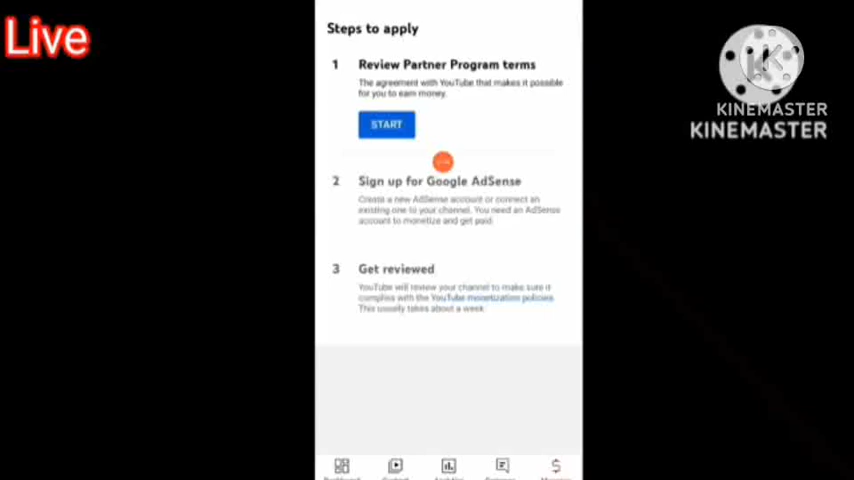 Live
Steps to apply
1 Review Partner Program terms
The agreement with YouTube that makes it possible
for you to earn money.
START
2 Sign up for Google AdSense
Create a new AdSense account or connect an
existing one to your channel. You need an AdSense
account to monetize and get paid.
3 Get reviewed
YouTube will review your channel to make sure it
complies with the YouTube monetization policies.
This usually takes about a week.
KINEMASTER
KINEMASTER